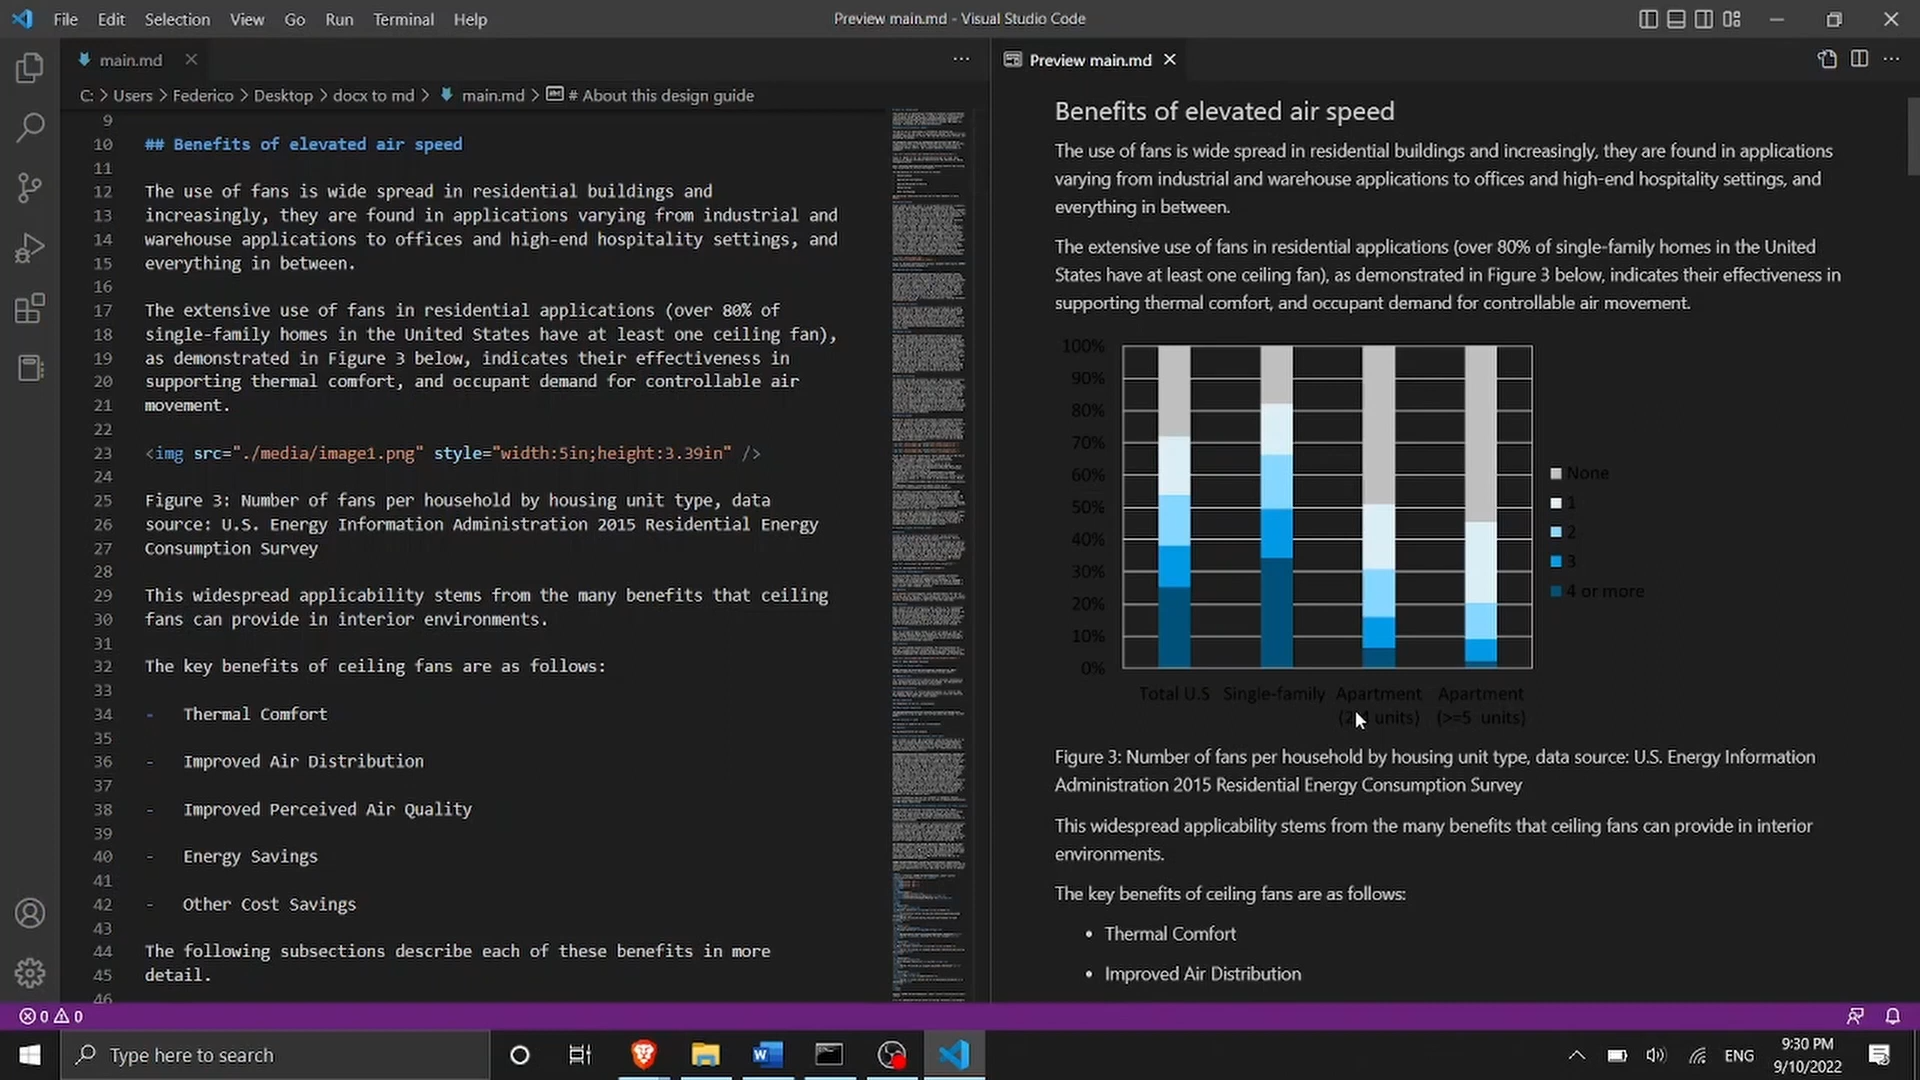 File Edit Selection View Go Run Terminal Help
Preview main.md - Visual Studio Code
main.md
Preview main.md
C: > Users > Federico > Desktop > docx to md > main.md > # About this design guide
9
10 ## Benefits of elevated air speed
11
12 The use of fans is wide spread in residential buildings and
13 increasingly, they are found in applications varying from industrial and
14 warehouse applications to offices and high-end hospitality settings, and
15 everything in between.
16
17 The extensive use of fans in residential applications (over 80% of
18 single-family homes in the United States have at least one ceiling fan),
19 as demonstrated in Figure 3 below, indicates their effectiveness in
20 supporting thermal comfort, and occupant demand for controllable air
21 movement.
22
23 <img src="./media/image1.png" style="width:5in;height:3.39in" />
24
25 Figure 3: Number of fans per household by housing unit type, data
26 source: U.S. Energy Information Administration 2015 Residential Energy
27 Consumption Survey
28
29 This widespread applicability stems from the many benefits that ceiling
30 fans can provide in interior environments.
31
32 The key benefits of ceiling fans are as follows:
33
34 - Thermal Comfort
35
36 - Improved Air Distribution
37
38 - Improved Perceived Air Quality
39
40 - Energy Savings
41
42 - Other Cost Savings
43
44 The following subsections describe each of these benefits in more
45 detail.
46
Benefits of elevated air speed
The use of fans is wide spread in residential buildings and increasingly, they are found in applications
varying from industrial and warehouse applications to offices and high-end hospitality settings, and
everything in between.
The extensive use of fans in residential applications (over 80% of single-family homes in the United
States have at least one ceiling fan), as demonstrated in Figure 3 below, indicates their effectiveness in
supporting thermal comfort, and occupant demand for controllable air movement.
100%
90%
80%
70%
60%
50%
40%
30%
20%
10%
0%
None
1
2
3
4 or more
Total U.S Single-family Apartment Apartment
units) (>=5 units)
Figure 3: Number of fans per household by housing unit type, data source: U.S. Energy Information
Administration 2015 Residential Energy Consumption Survey
This widespread applicability stems from the many benefits that ceiling fans can provide in interior
environments.
The key benefits of ceiling fans are as follows:
• Thermal Comfort
• Improved Air Distribution
0 0
Type here to search
ENG
9:30 PM
9/10/2022